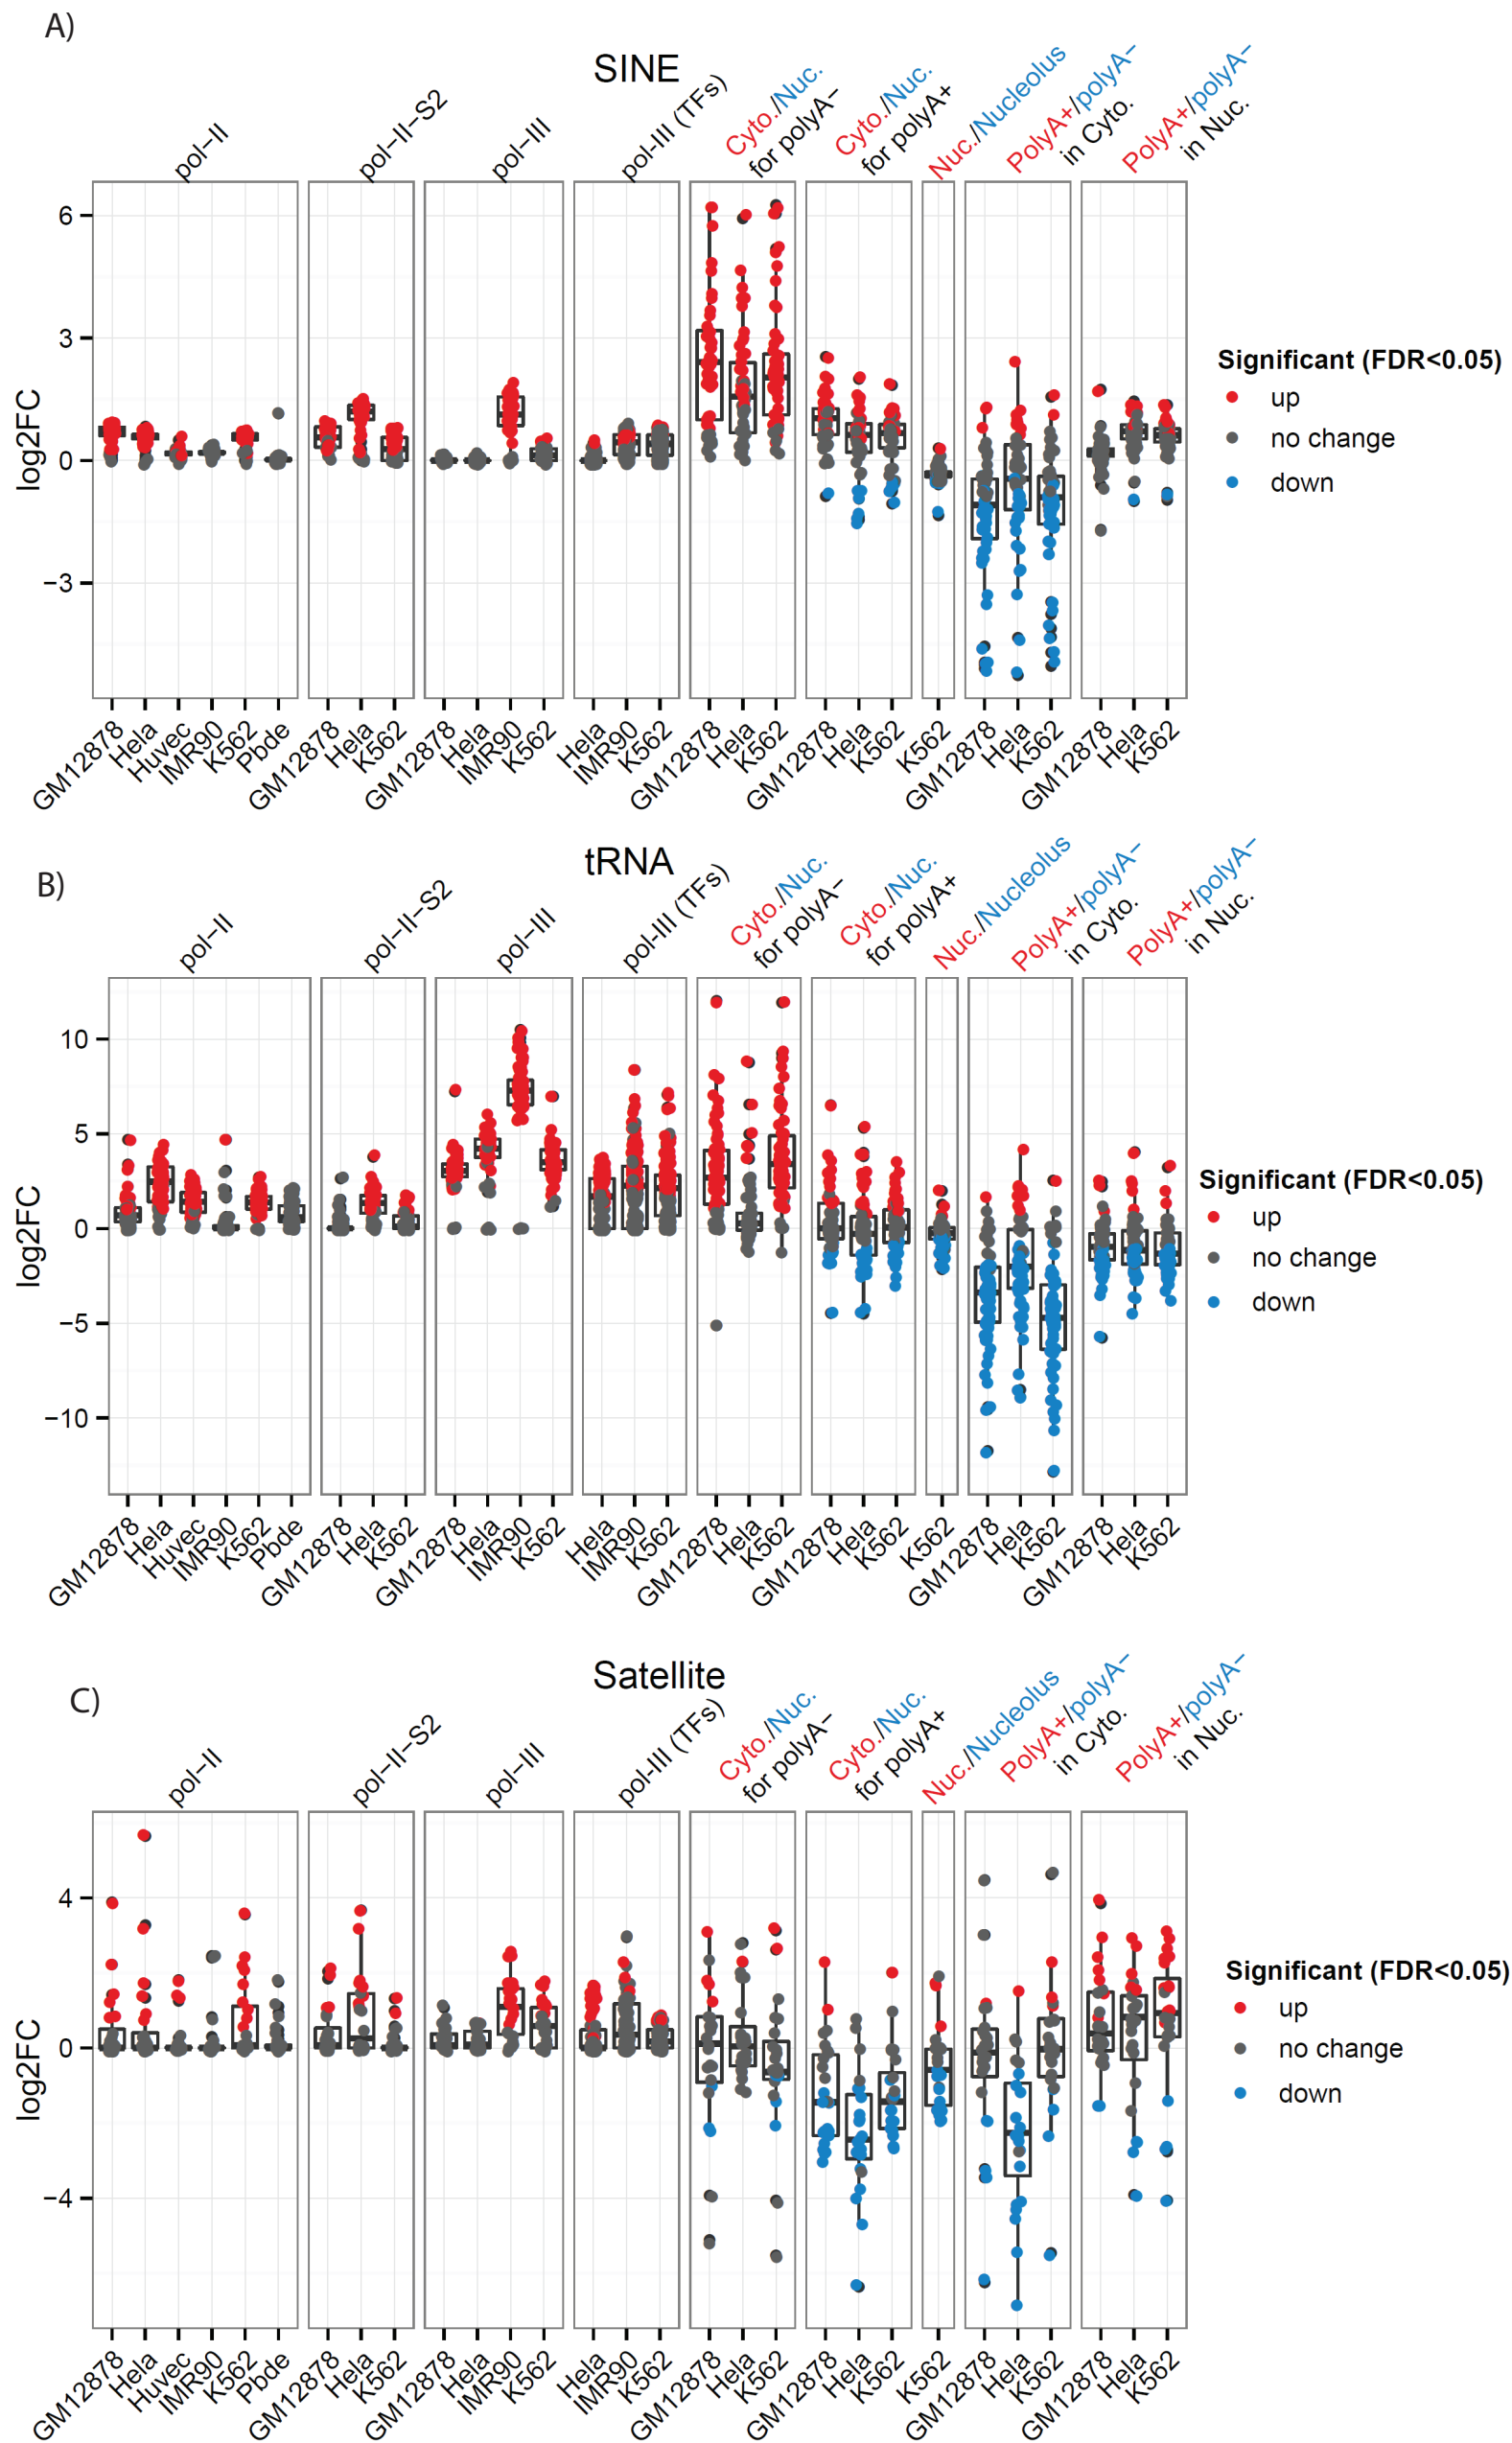 A)
SINE
pol−II
pol−II−S2
pol−III
pol-III (TFs)
Cyto./Nuc.
for polyA−
Cyto./Nuc.
for polyA+
Nuc./Nucleolus
PolyA+/polyA−
in Cyto.
PolyA+/polyA−
in Nuc.
log2FC
6
3
0
−3
GM12878
Hela
Huvec
IMR90
K562
Pbde
GM12878
Hela
K562
GM12878
Hela
IMR90
K562
Hela
IMR90
K562
GM12878
Hela
K562
GM12878
Hela
K562
K562
GM12878
Hela
K562
GM12878
Hela
K562
Significant (FDR<0.05)
up
no change
down
B)
tRNA
pol−II
pol−II−S2
pol−III
pol-III (TFs)
Cyto./Nuc.
for polyA−
Cyto./Nuc.
for polyA+
Nuc./Nucleolus
PolyA+/polyA−
in Cyto.
PolyA+/polyA−
in Nuc.
log2FC
10
5
0
−5
−10
GM12878
Hela
Huvec
IMR90
K562
Pbde
GM12878
Hela
K562
GM12878
Hela
IMR90
K562
Hela
IMR90
K562
GM12878
Hela
K562
GM12878
Hela
K562
K562
GM12878
Hela
K562
GM12878
Hela
K562
Significant (FDR<0.05)
up
no change
down
C)
Satellite
pol−II
pol−II−S2
pol−III
pol-III (TFs)
Cyto./Nuc.
for polyA−
Cyto./Nuc.
for polyA+
Nuc./Nucleolus
PolyA+/polyA−
in Cyto.
PolyA+/polyA−
in Nuc.
log2FC
4
0
−4
GM12878
Hela
Huvec
IMR90
K562
Pbde
GM12878
Hela
K562
GM12878
Hela
IMR90
K562
Hela
IMR90
K562
GM12878
Hela
K562
GM12878
Hela
K562
K562
GM12878
Hela
K562
GM12878
Hela
K562
Significant (FDR<0.05)
up
no change
down